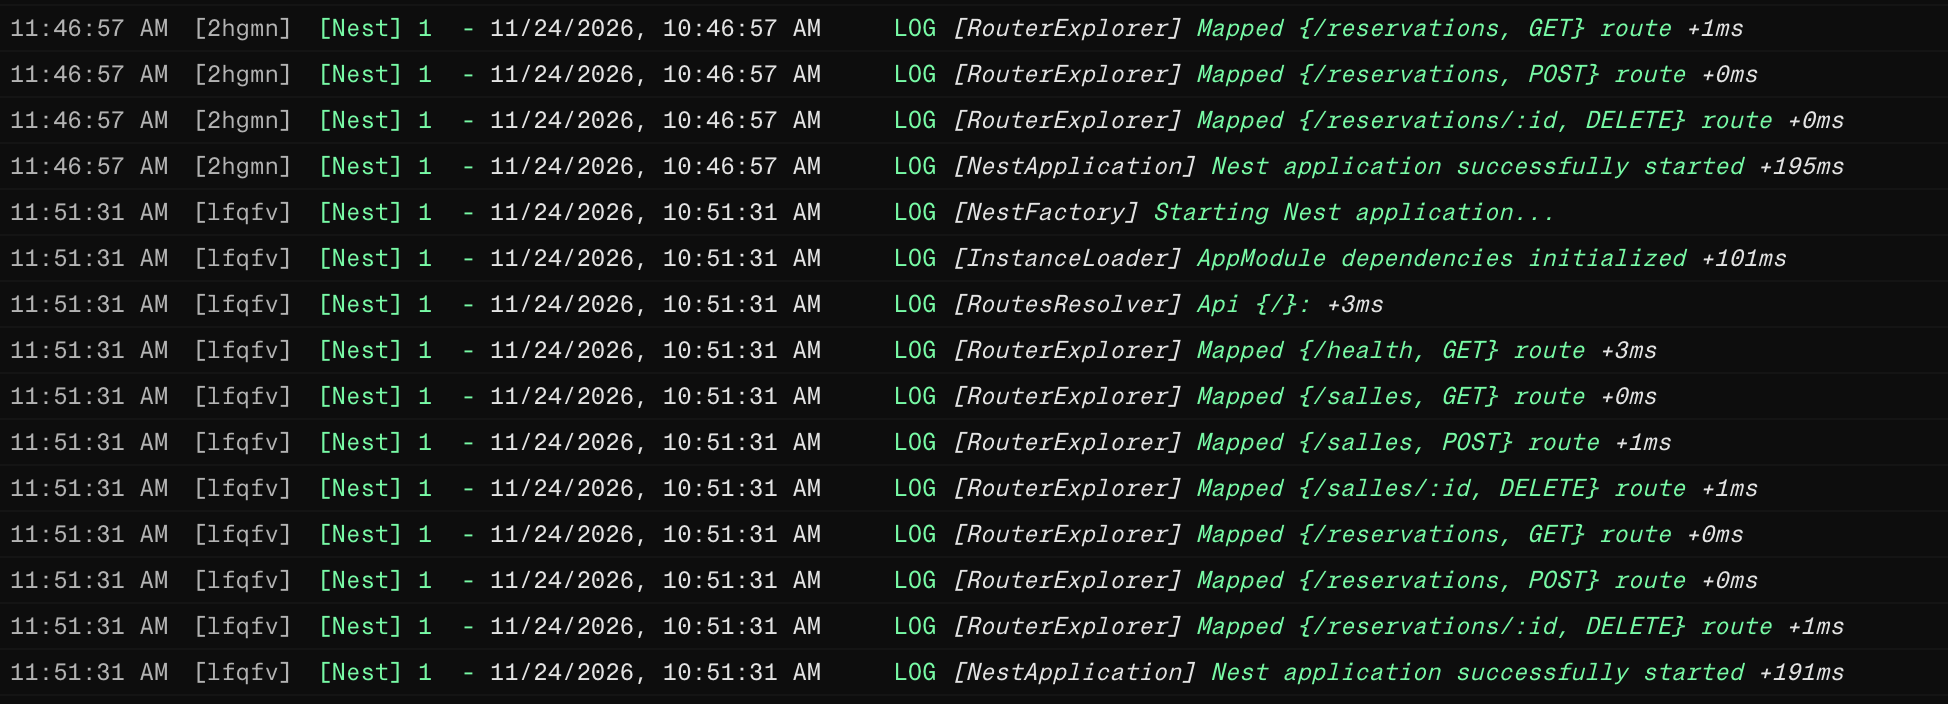 11:46:57 AM [2hgmn] [Nest] 1 - 11/24/2026, 10:46:57 AM LOG [RouterExplorer] Mapped {/reservations, GET} route +1ms
11:46:57 AM [2hgmn] [Nest] 1 - 11/24/2026, 10:46:57 AM LOG [RouterExplorer] Mapped {/reservations, POST} route +0ms
11:46:57 AM [2hgmn] [Nest] 1 - 11/24/2026, 10:46:57 AM LOG [RouterExplorer] Mapped {/reservations/:id, DELETE} route +0ms
11:46:57 AM [2hgmn] [Nest] 1 - 11/24/2026, 10:46:57 AM LOG [NestApplication] Nest application successfully started +195ms
11:51:31 AM [lfqfv] [Nest] 1 - 11/24/2026, 10:51:31 AM LOG [NestFactory] Starting Nest application...
11:51:31 AM [lfqfv] [Nest] 1 - 11/24/2026, 10:51:31 AM LOG [InstanceLoader] AppModule dependencies initialized +101ms
11:51:31 AM [lfqfv] [Nest] 1 - 11/24/2026, 10:51:31 AM LOG [RoutesResolver] Api {/}: +3ms
11:51:31 AM [lfqfv] [Nest] 1 - 11/24/2026, 10:51:31 AM LOG [RouterExplorer] Mapped {/health, GET} route +3ms
11:51:31 AM [lfqfv] [Nest] 1 - 11/24/2026, 10:51:31 AM LOG [RouterExplorer] Mapped {/salles, GET} route +0ms
11:51:31 AM [lfqfv] [Nest] 1 - 11/24/2026, 10:51:31 AM LOG [RouterExplorer] Mapped {/salles, POST} route +1ms
11:51:31 AM [lfqfv] [Nest] 1 - 11/24/2026, 10:51:31 AM LOG [RouterExplorer] Mapped {/salles/:id, DELETE} route +1ms
11:51:31 AM [lfqfv] [Nest] 1 - 11/24/2026, 10:51:31 AM LOG [RouterExplorer] Mapped {/reservations, GET} route +0ms
11:51:31 AM [lfqfv] [Nest] 1 - 11/24/2026, 10:51:31 AM LOG [RouterExplorer] Mapped {/reservations, POST} route +0ms
11:51:31 AM [lfqfv] [Nest] 1 - 11/24/2026, 10:51:31 AM LOG [RouterExplorer] Mapped {/reservations/:id, DELETE} route +1ms
11:51:31 AM [lfqfv] [Nest] 1 - 11/24/2026, 10:51:31 AM LOG [NestApplication] Nest application successfully started +191ms